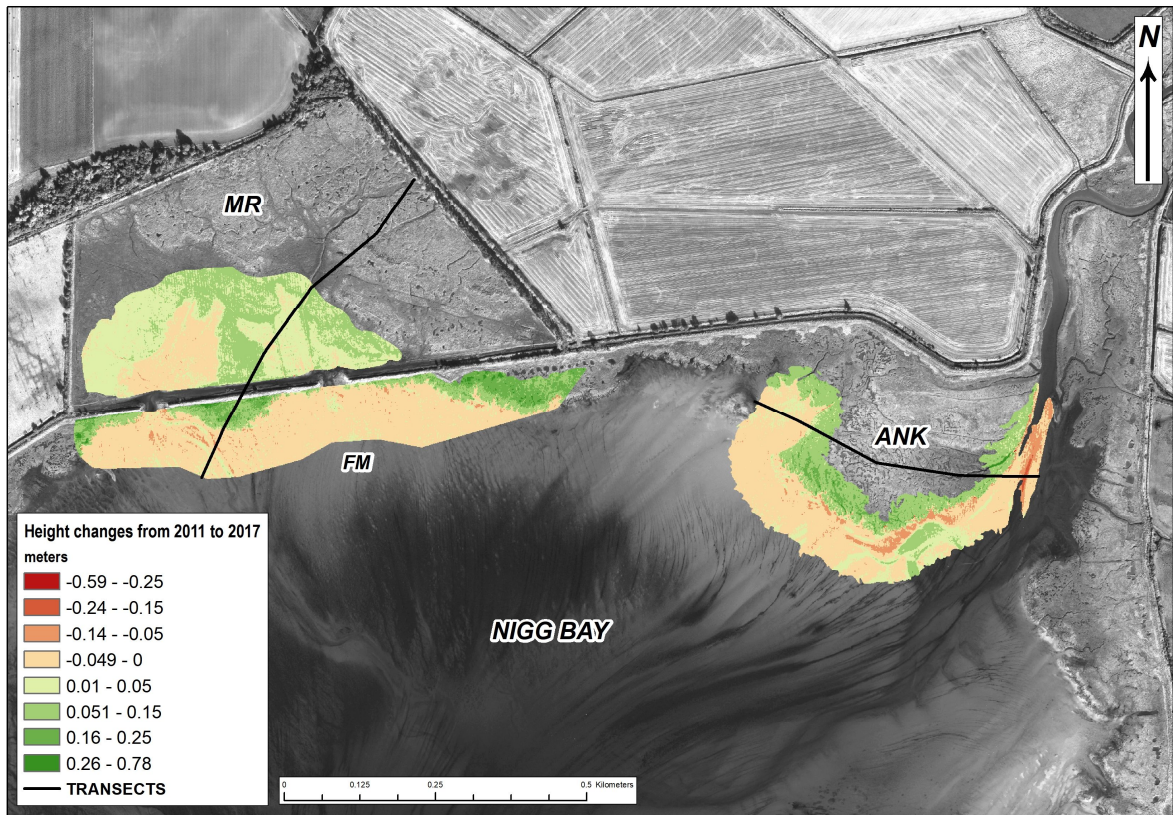 N
MR
ANK
FM
NIGG BAY
Height changes from 2011 to 2017
meters
-0.59 - -0.25
-0.24 - -0.15
-0.14 - -0.05
-0.049 - 0
0.01 - 0.05
0.051 - 0.15
0.16 - 0.25
0.26 - 0.78
TRANSECTS
0 0.125 0.25 0.5 Kilometers